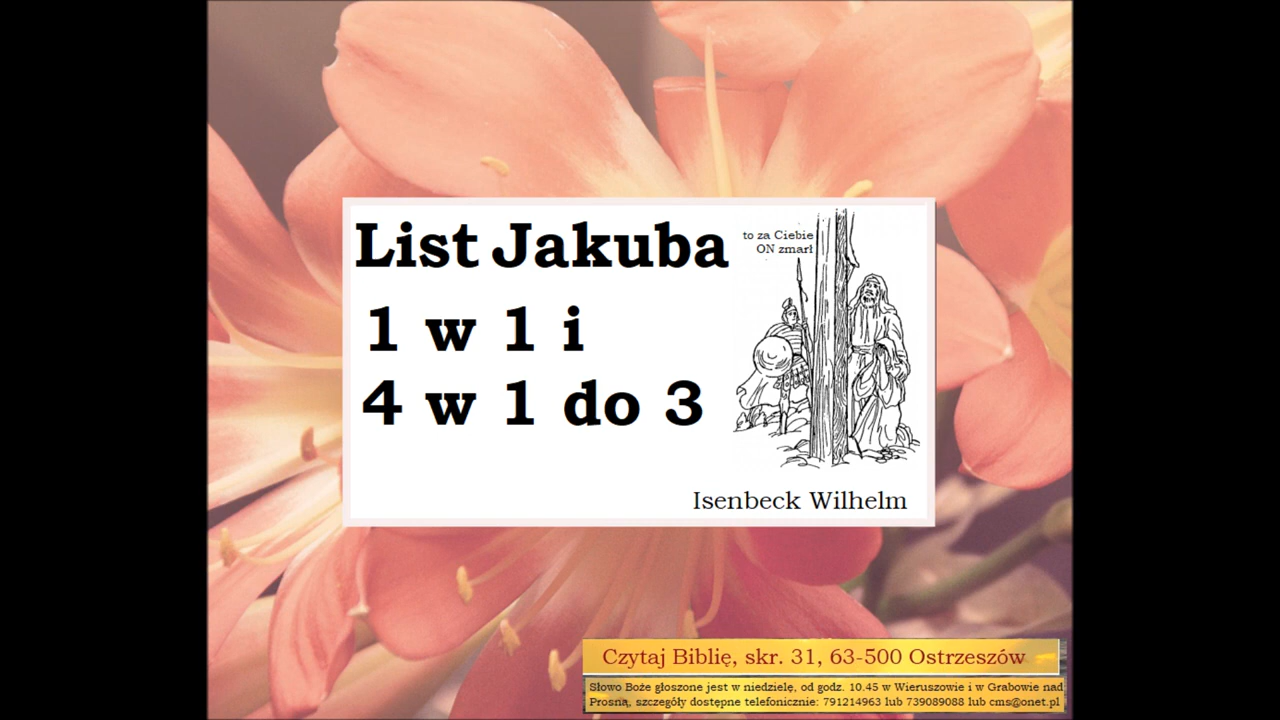 List Jakuba
1 w 1 i
4 w 1 do 3
to za Ciebie
ON zmarł
Isenbeck Wilhelm
Czytaj Biblię, skr. 31, 63-500 Ostrzeszów
Słowo Boże głoszone jest w niedzielę, od godz. 10.45 w Wieruszowie i w Grabowie nad
Prosną, szczegóły dostępne telefonicznie: 791214963 lub 739089088 lub cms@onet.pl